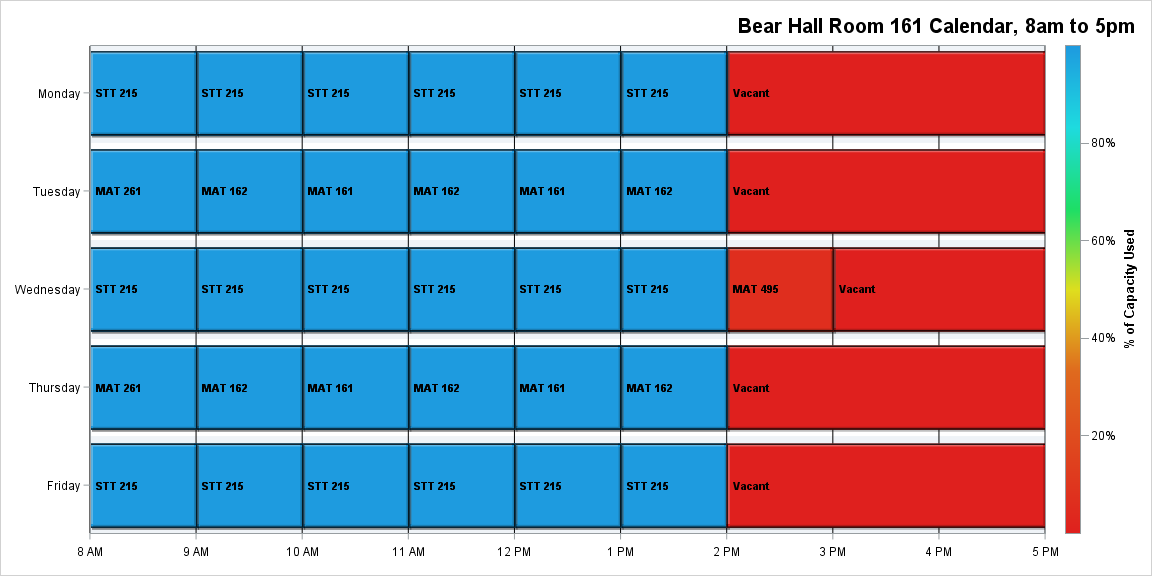 Bear Hall Room 161 Calendar, 8am to 5pm
Monday STT 215 STT 215 STT 215 STT 215 STT 215 STT 215 Vacant
80%
Tuesday MAT 261 MAT 162 MAT 161 MAT 162 MAT 161 MAT 162 Vacant
60%
% of Capacity Used
Wednesday STT 215 STT 215 STT 215 STT 215 STT 215 STT 215 MAT 495 Vacant
40%
Thursday MAT 261 MAT 162 MAT 161 MAT 162 MAT 161 MAT 162 Vacant
20%
Friday STT 215 STT 215 STT 215 STT 215 STT 215 STT 215 Vacant
8 AM 9 AM 10 AM 11 AM 12 PM 1 PM 2 PM 3 PM 4 PM 5 PM